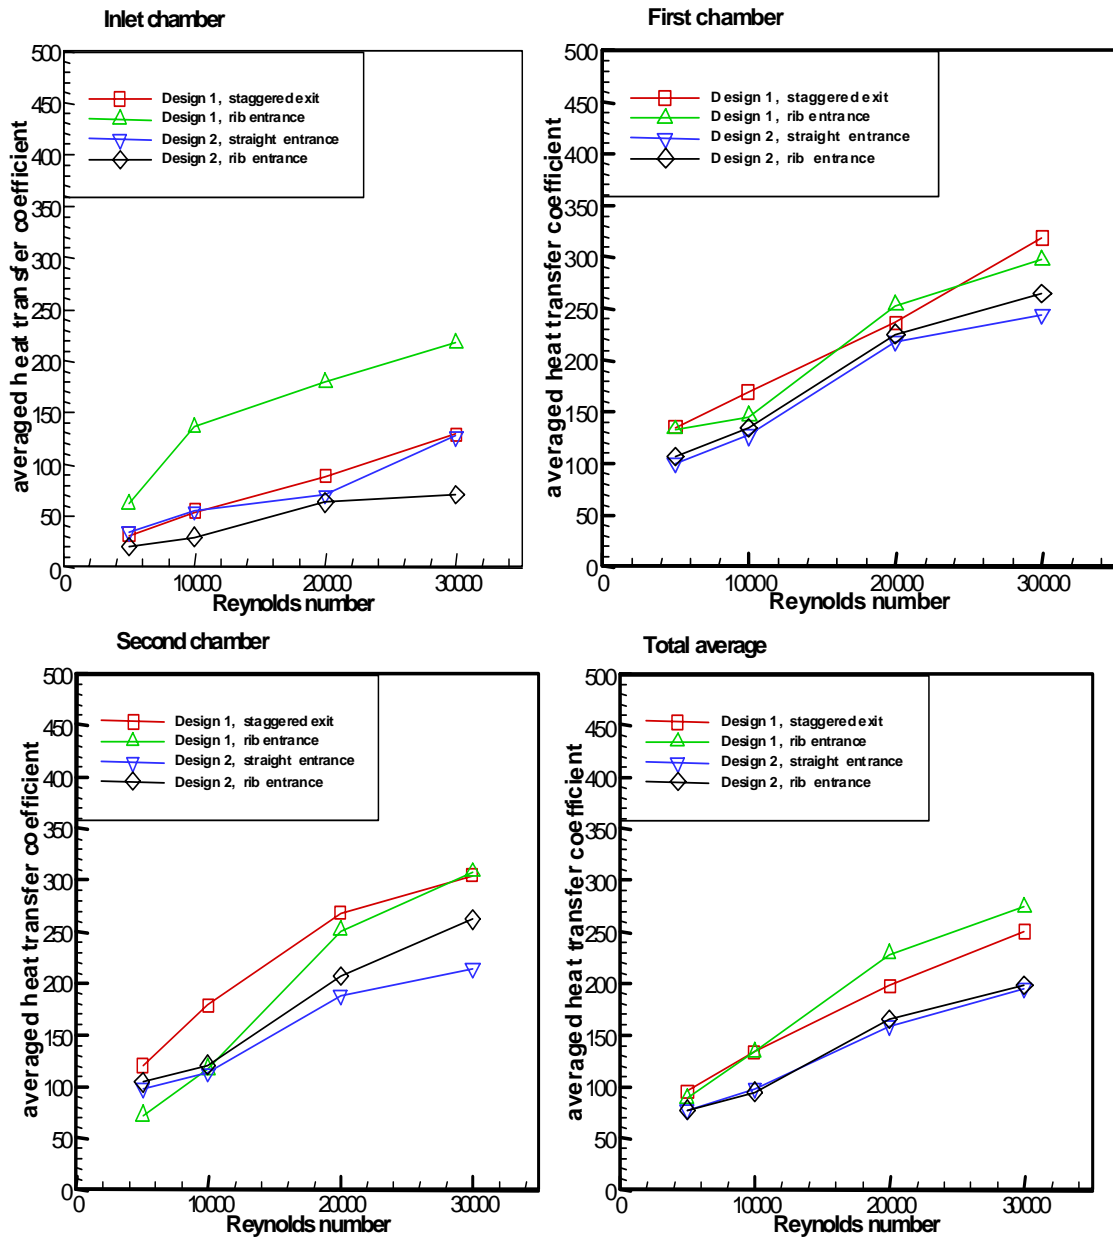 Inlet chamber
500
450
400
350
300
250
200
150
100
50
0
averaged heat transfer coefficient
Design 1, staggered exit
Design 1, rib entrance
Design 2, straight entrance
Design 2, rib entrance
0 10000 20000 30000
Reynolds number
First chamber
500
450
400
350
300
250
200
150
100
50
0
averaged heat transfer coefficient
Design 1, staggered exit
Design 1, rib entrance
Design 2, straight entrance
Design 2, rib entrance
0 10000 20000 30000
Reynolds number
Second chamber
500
450
400
350
300
250
200
150
100
50
0
averaged heat transfer coefficient
Design 1, staggered exit
Design 1, rib entrance
Design 2, straight entrance
Design 2, rib entrance
0 10000 20000 30000
Reynolds number
Total average
500
450
400
350
300
250
200
150
100
50
0
averaged heat transfer coefficient
Design 1, staggered exit
Design 1, rib entrance
Design 2, straight entrance
Design 2, rib entrance
0 10000 20000 30000
Reynolds number